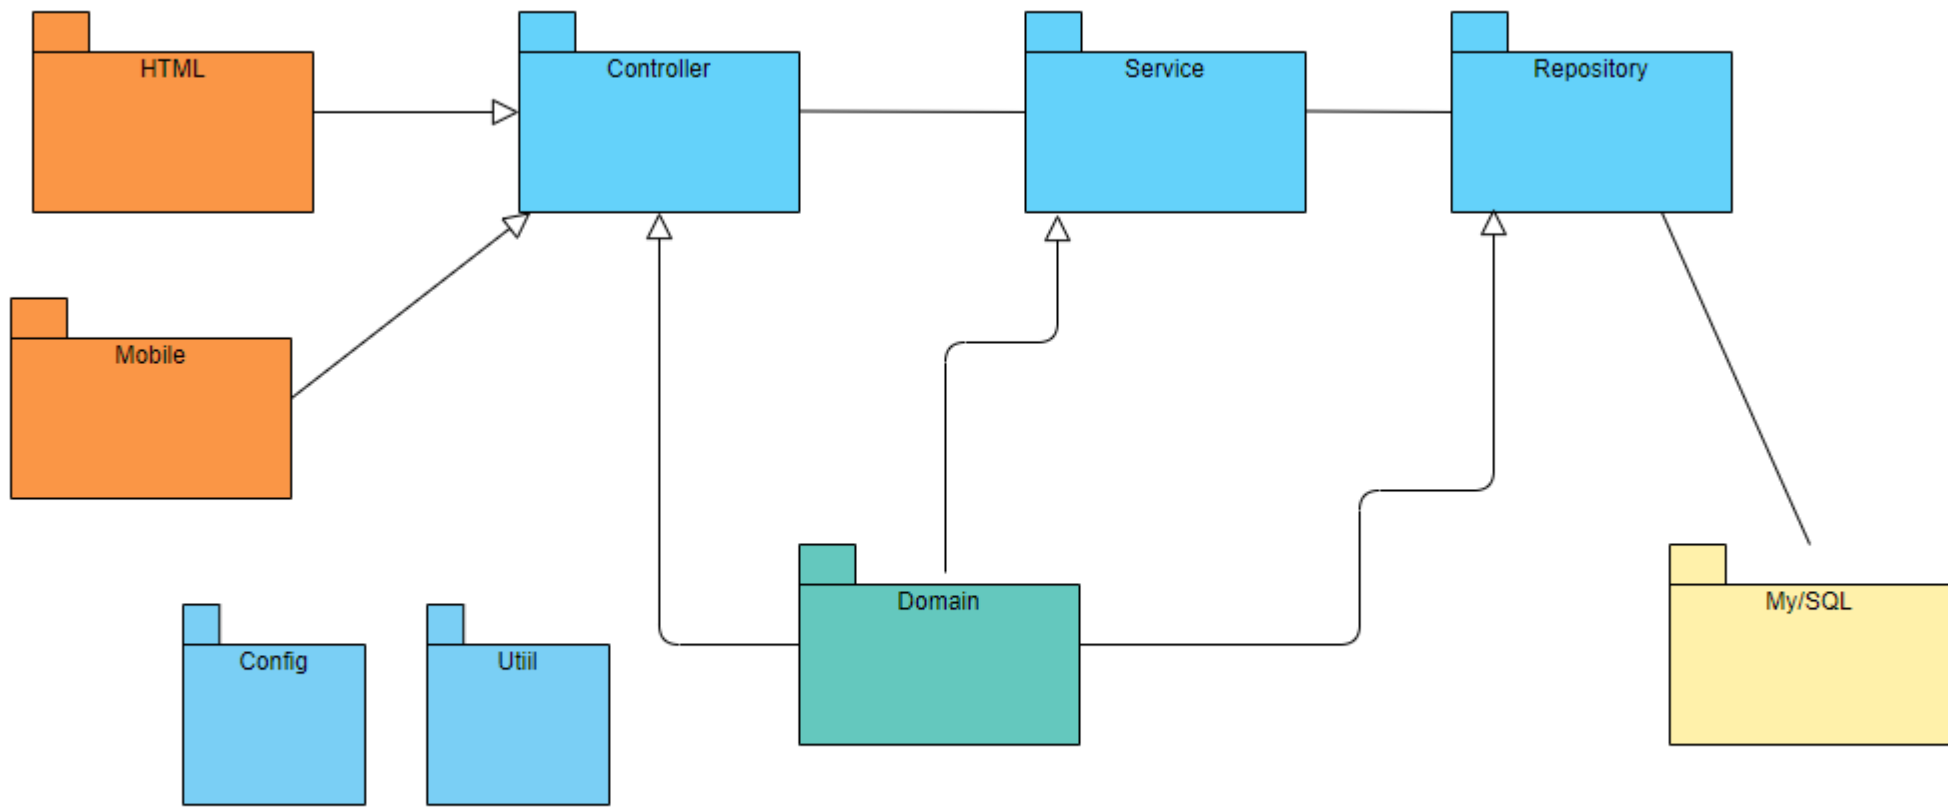 HTML
Controller
Service
Repository
Mobile
Domain
My/SQL
Config
Utiil